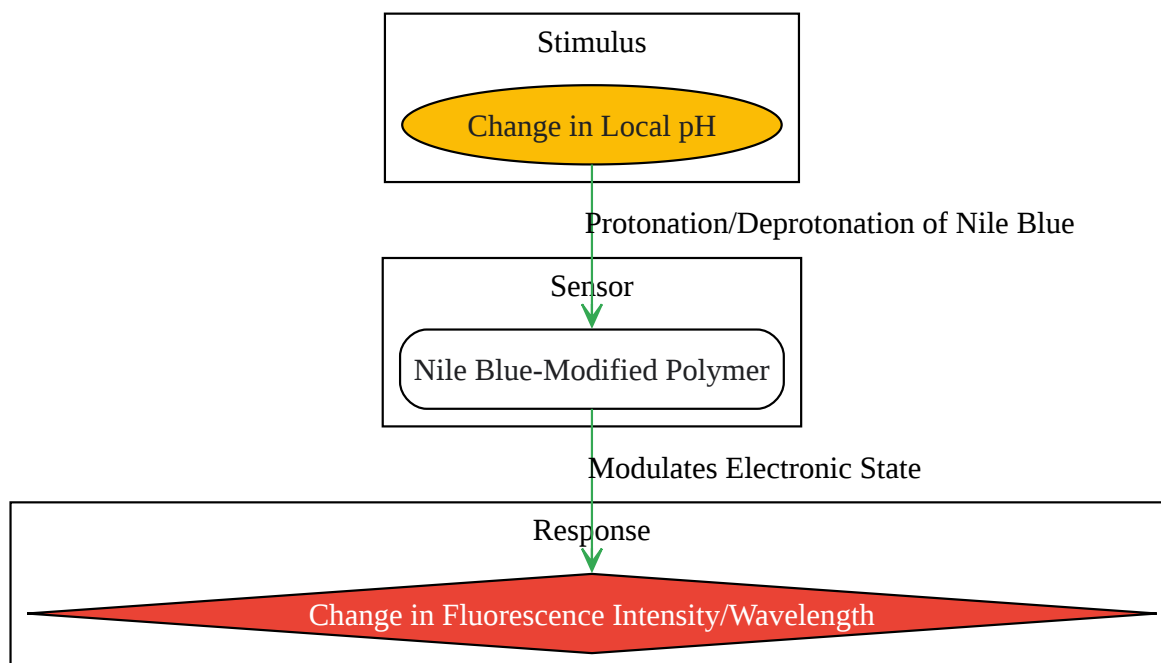 Stimulus
Change in Local pH
Protonation/Deprotonation of Nile Blue
Sensor
Nile Blue-Modified Polymer
Modulates Electronic State
Response
Change in Fluorescence Intensity/Wavelength